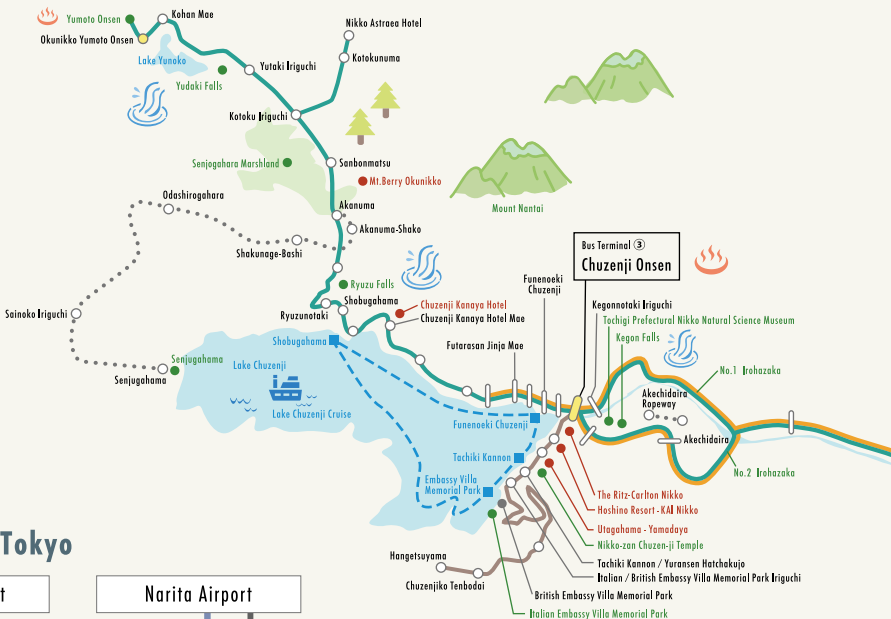 Yumoto Onsen
Kohan Mae
Okunikko Yumoto Onsen
Lake Yunoko
Yudaki Falls
Yutaki Iriguchi
Nikko Astraea Hotel
Kotokunuma
Kotoku Iriguchi
Senjogahara Marshland
Sanbonmatsu
Mt.Berry Okunikko
Odashirogahara
Akanuma
Akanuma-Shako
Shakunage-Bashi
Mount Nantai
Ryuzu Falls
Shobugahama
Ryuzunotaki
Chuzenji Kanaya Hotel
Chuzenji Kanaya Hotel Mae
Sainoko Iriguchi
Senjugahama
Senjugahama
Shobugahama
Lake Chuzenji
Lake Chuzenji Cruise
Futarasan Jinja Mae
Funenoeki
Chuzenji
Bus Terminal ③
Chuzenji Onsen
Kegonnotaki Iriguchi
Tochigi Prefectural Nikko Natural Science Museum
Kegon Falls
No.1 Irohazaka
Akechidaira
Ropeway
Akechidaira
No.2 Irohazaka
Funenoeki Chuzenji
Tachiki Kannon
Embassy Villa
Memorial Park
The Ritz-Carlton Nikko
Hoshino Resort - KAI Nikko
Utagahama - Yamadaya
Nikko-zan Chuzen-ji Temple
Tachiki Kannon / Yuransen Hatchakujo
Italian / British Embassy Villa Memorial Park Iriguchi
British Embassy Villa Memorial Park
Italian Embassy Villa Memorial Park
Hangetsuyama
Chuzenjiko Tenbodai
Tokyo
t
Narita Airport